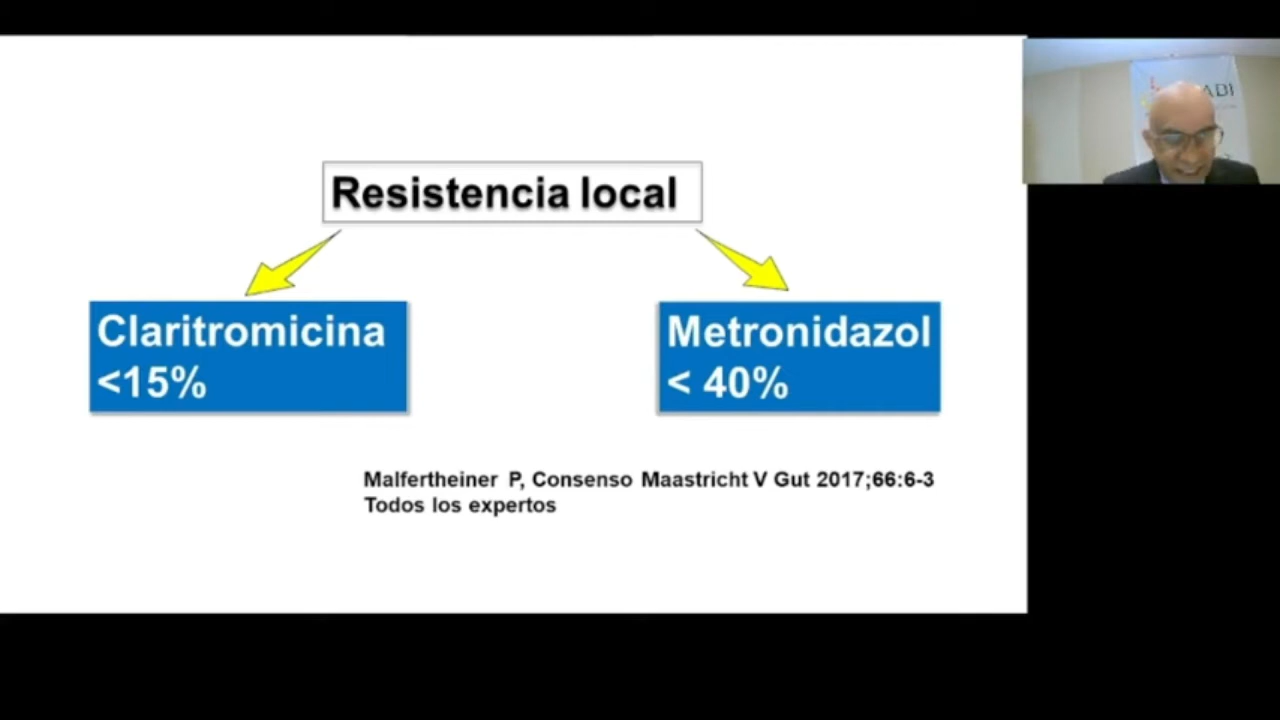 Resistencia local
Claritromicina
<15%
Metronidazol
< 40%
Malfertheiner P, Consenso Maastricht V Gut 2017;66:6-3
Todos los expertos